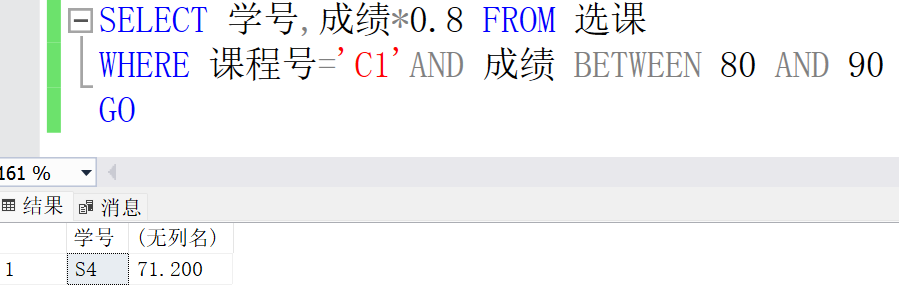 SELECT 学号,成绩*0.8 FROM 选课
WHERE 课程号='C1'AND 成绩 BETWEEN 80 AND 90
GO
161 %
结果 消息
学号 (无列名)
1 S4 71.200